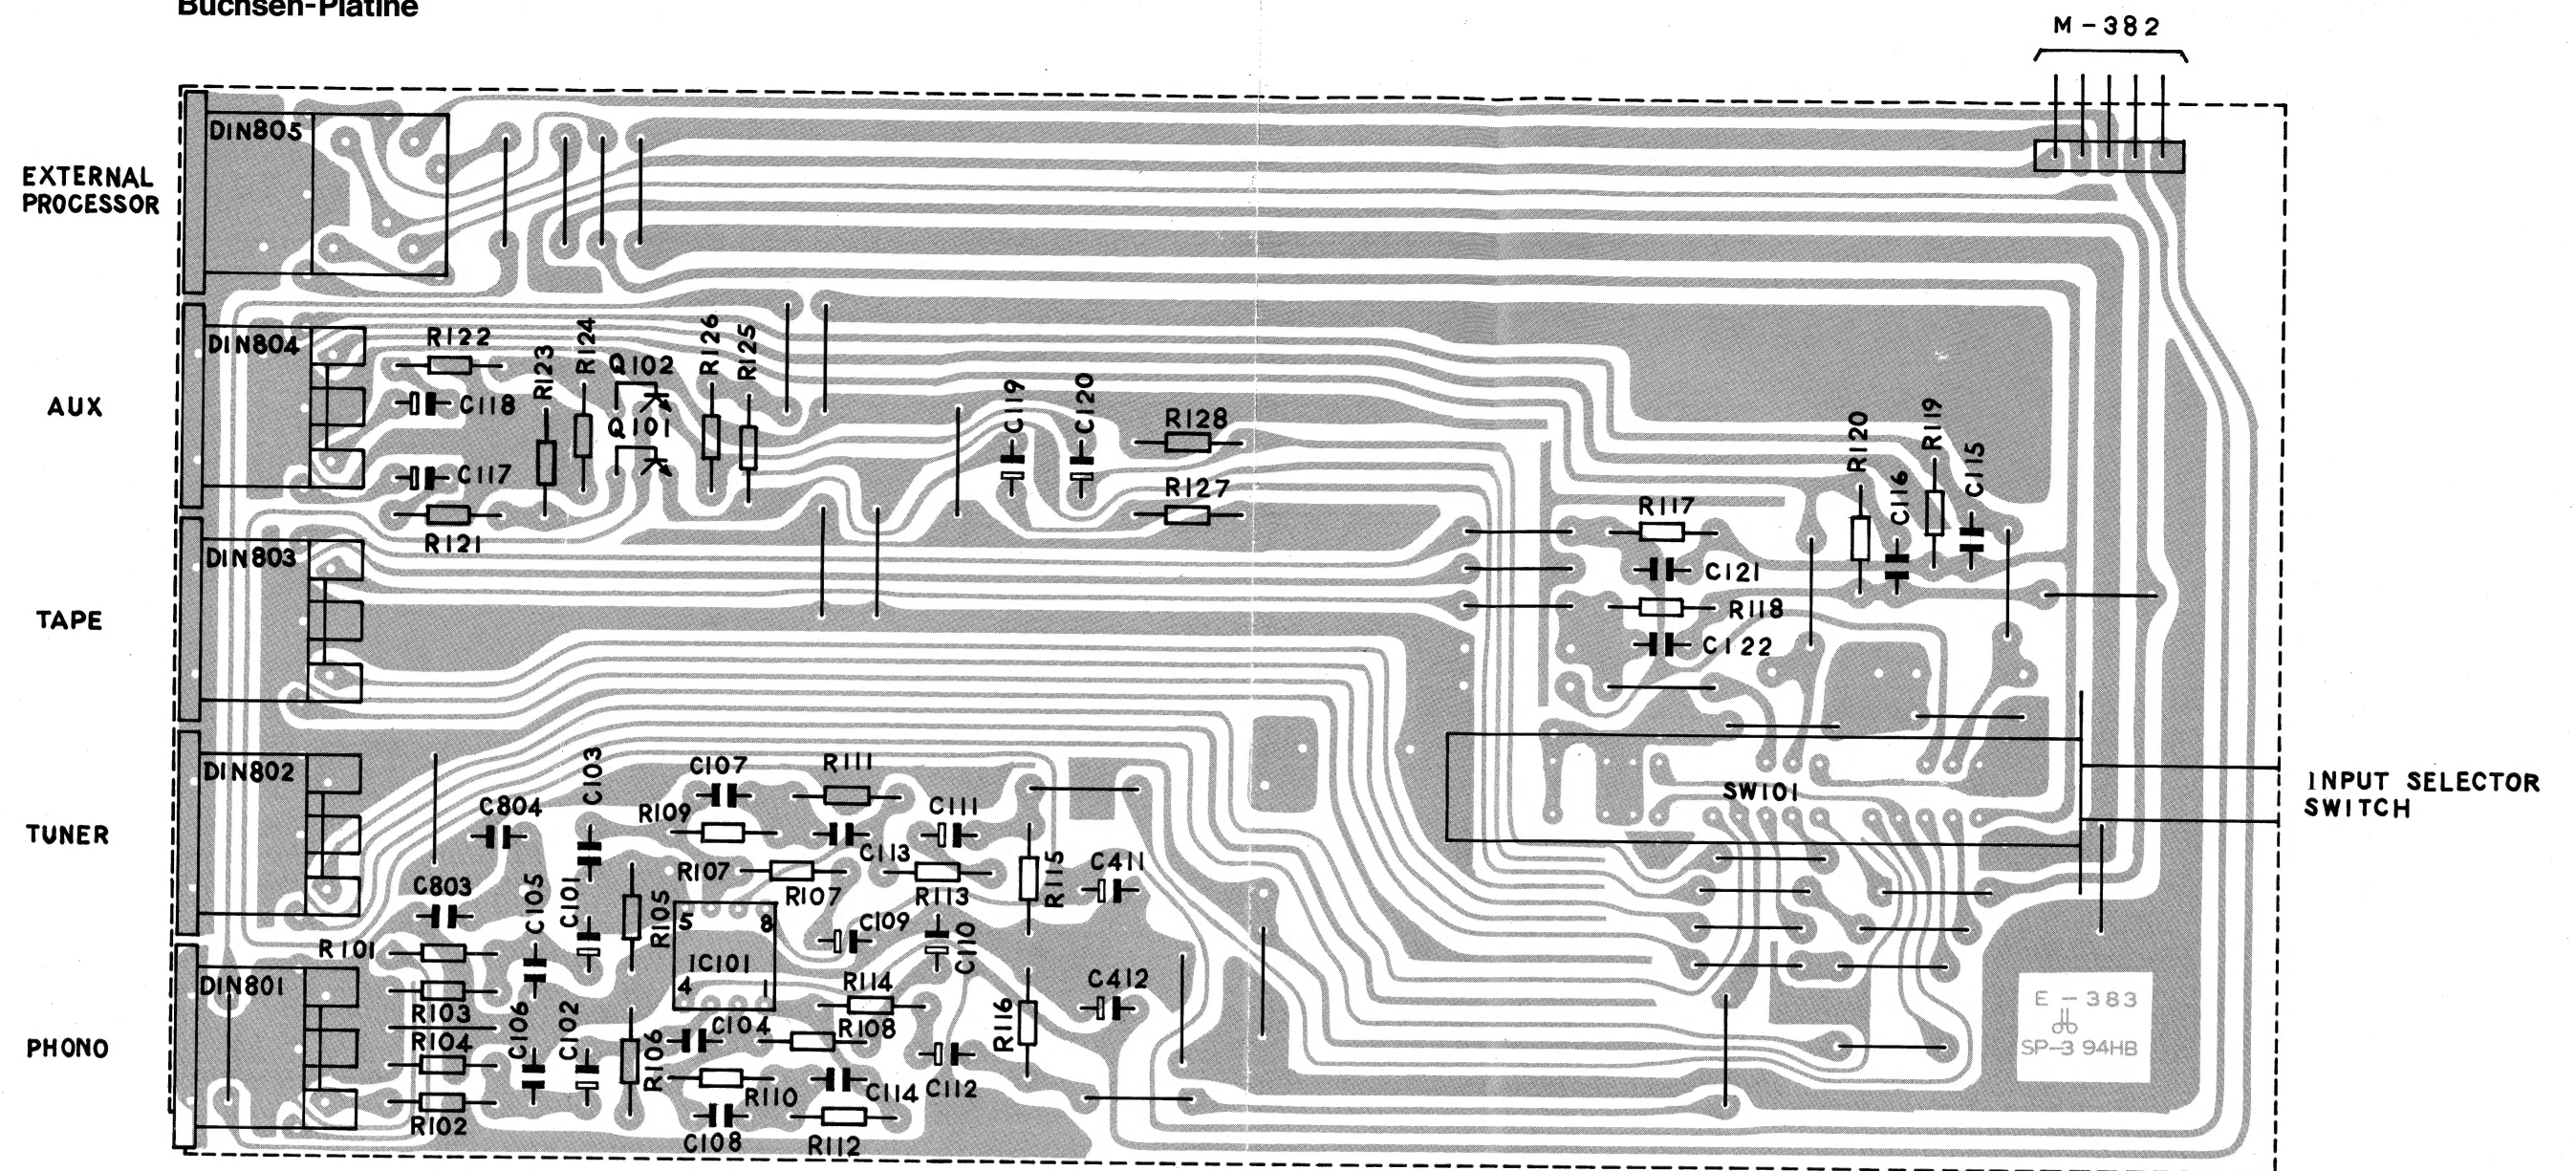 Buchsen-Platine
M-382
DIN805
EXTERNAL
PROCESSOR
DIN804
AUX
R122
C118
C117
R121
R123
R124
Q102
Q101
R126
R125
C119
C120
R128
R127
R117
C121
R118
C122
R120
C116
R119
C115
DIN803
TAPE
DIN802
TUNER
C804
C803
C103
C107
R111
R109
C111
C113
R107
R107
R113
R115
C411
SW101
INPUT SELECTOR
SWITCH
C105
C101
R105
5
8
IC101
4
1
C109
C110
R101
DIN801
PHONO
R103
R104
R102
C106
C102
R106
C104
R114
R108
R116
C412
R110
C114
C112
C108
R112
E-383
SP-3 94HB